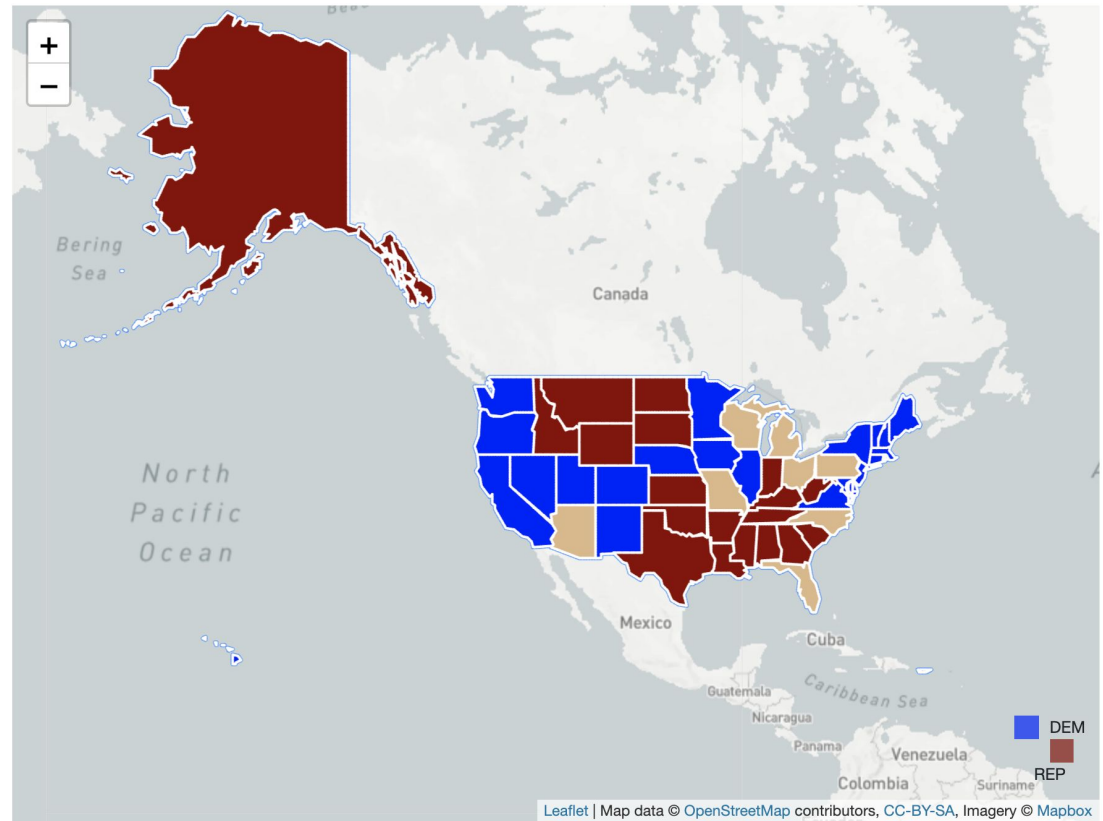 Beau
+
−
Bering
Sea
Canada
North
Pacific
Ocean
Mexico
Cuba
Caribbean Sea
Guatemala
Nicaragua
Panama
Venezuela
Colombia
Suriname
DEM
REP
Leaflet | Map data © OpenStreetMap contributors, CC-BY-SA, Imagery © Mapbox